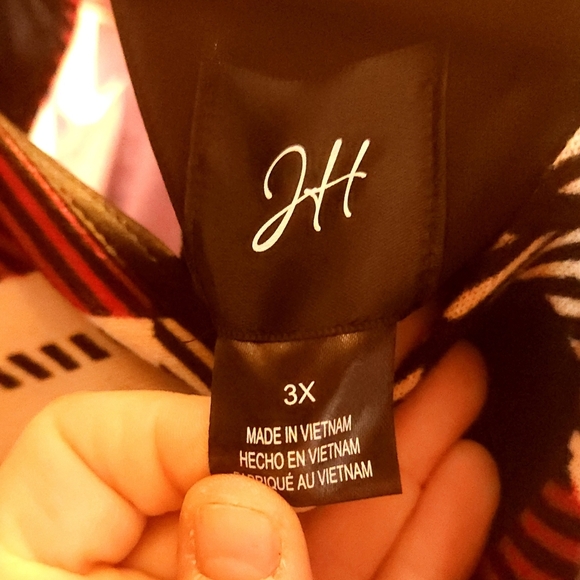 JH
3X
MADE IN VIETNAM
HECHO EN VIETNAM
FABRIQUÉ AU VIETNAM